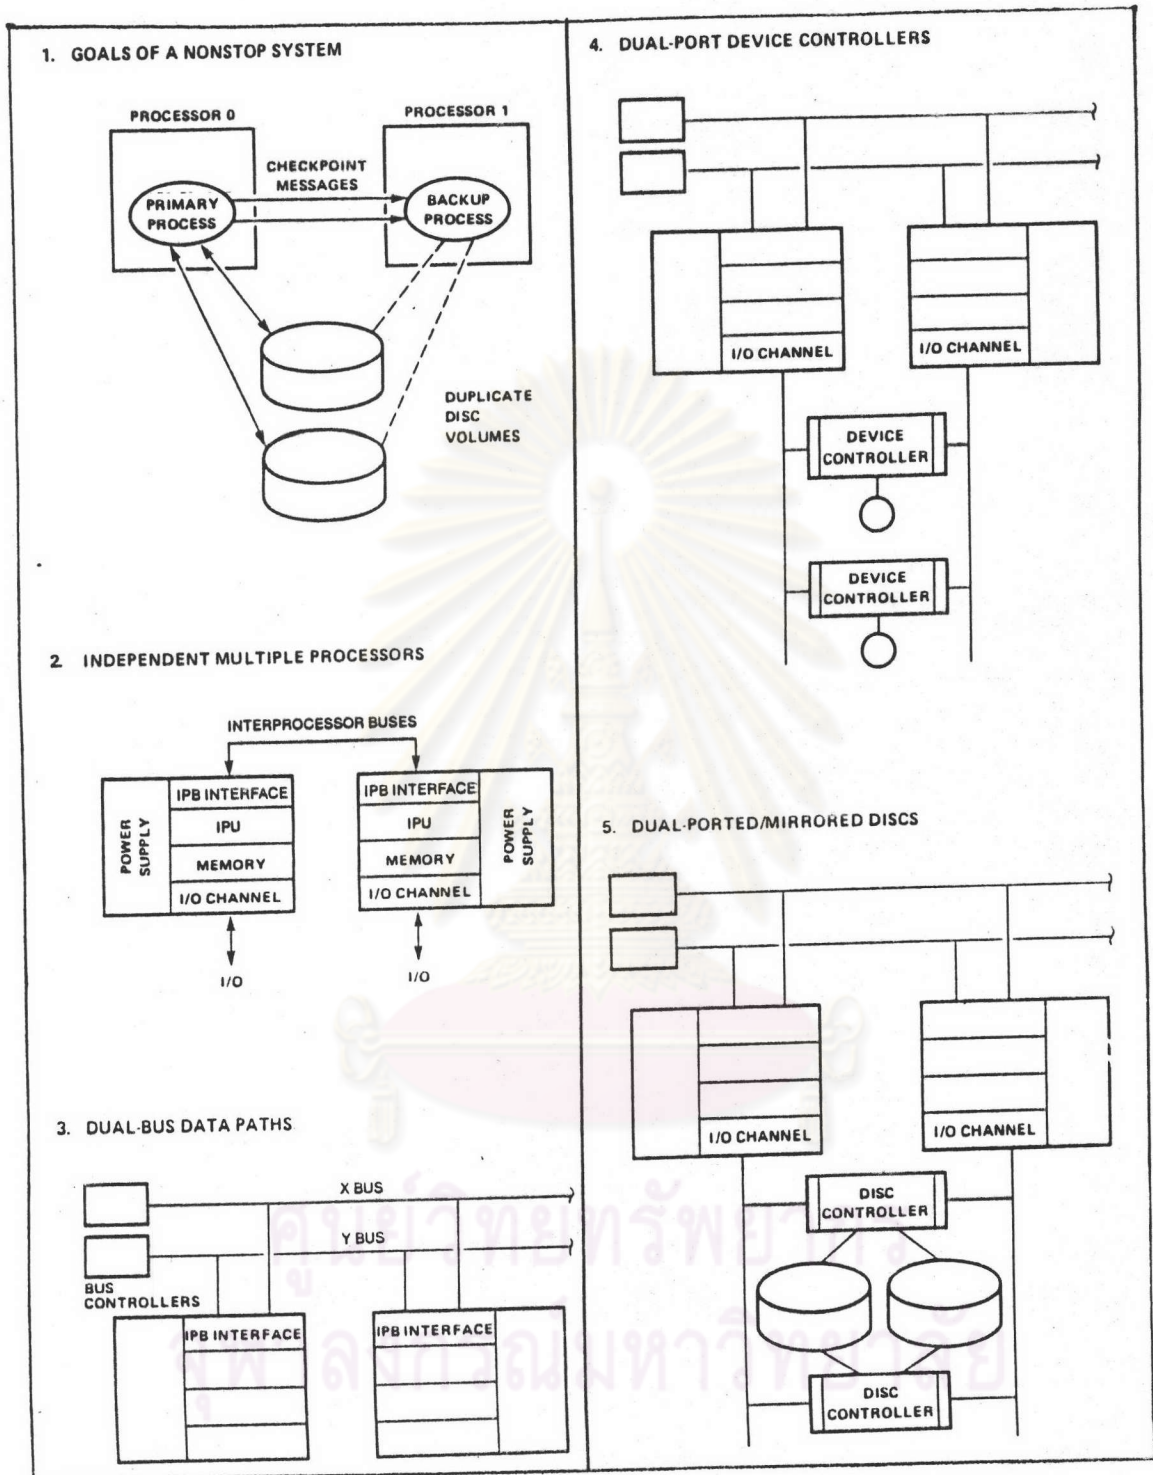 1. GOALS OF A NONSTOP SYSTEM
PROCESSOR 0
PROCESSOR 1
CHECKPOINT
MESSAGES
PRIMARY
PROCESS
BACKUP
PROCESS
DUPLICATE
DISC
VOLUMES
2. INDEPENDENT MULTIPLE PROCESSORS
INTERPROCESSOR BUSES
POWER
SUPPLY
IPB INTERFACE
IPU
MEMORY
I/O CHANNEL
IPB INTERFACE
IPU
MEMORY
I/O CHANNEL
POWER
SUPPLY
I/O
I/O
3. DUAL-BUS DATA PATHS
X BUS
Y BUS
BUS
CONTROLLERS
IPB INTERFACE
IPB INTERFACE
4. DUAL-PORT DEVICE CONTROLLERS
I/O CHANNEL
I/O CHANNEL
DEVICE
CONTROLLER
DEVICE
CONTROLLER
5. DUAL-PORTED/MIRRORED DISCS
I/O CHANNEL
I/O CHANNEL
DISC
CONTROLLER
DISC
CONTROLLER
ศูนย์วิทยทรัพยากร
จุฬาลงกรณ์มหาวิทยาลัย